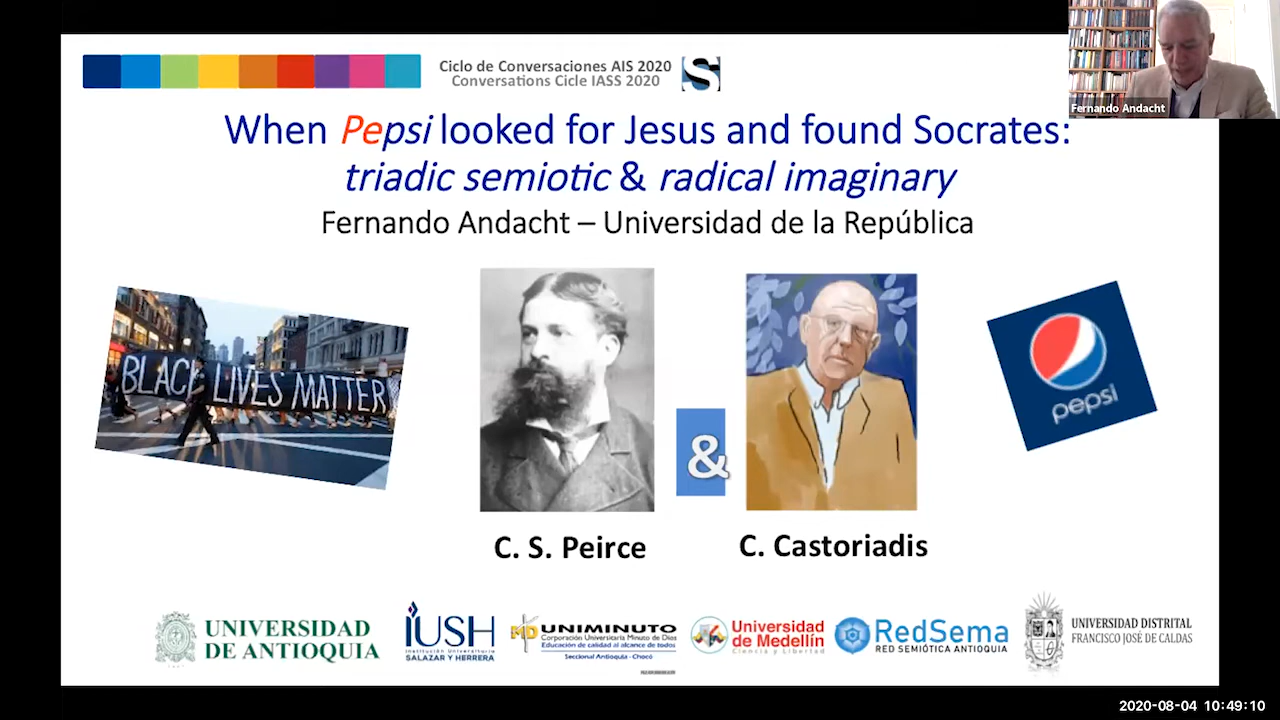 Ciclo de Conversaciones AIS 2020
Conversations Cicle IASS 2020
S
Fernando Andacht
When Pepsi looked for Jesus and found Socrates:
triadic semiotic & radical imaginary
Fernando Andacht – Universidad de la República
BLACK LIVES MATTER
&
pepsi
C. S. Peirce
C. Castoriadis
UNIVERSIDAD
DE ANTIOQUIA
IUSH
Institución Universitaria
SALAZAR Y HERRERA
MD UNIMINUTO
Corporación Universitaria Minuto de Dios
Educación de calidad al alcance de todos
Seccional Antioquia - Chocó
Universidad
de Medellín
Ciencia y Libertad
RedSema
RED SEMIÓTICA ANTIOQUIA
UNIVERSIDAD DISTRITAL
FRANCISCO JOSÉ DE CALDAS
2020-08-04 10:49:10